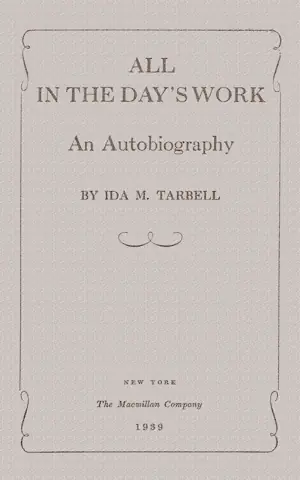 ALL
IN THE DAY'S WORK
An Autobiography
BY IDA M. TARBELL
NEW YORK
The Macmillan Company
1939